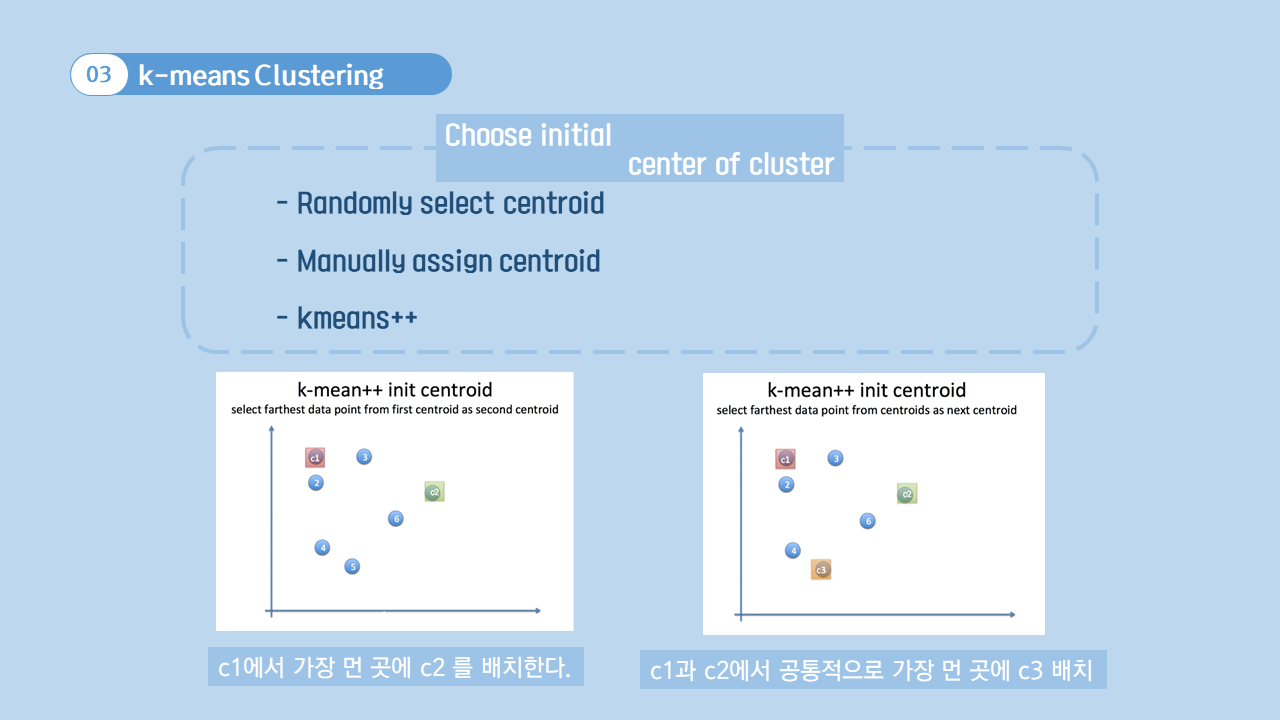 03 k-means Clustering
Choose initial
center of cluster
- Randomly select centroid
- Manually assign centroid
- kmeans++
k-mean++ init centroid
select farthest data point from first centroid as second centroid
c1
3
2
c2
6
4
5
k-mean++ init centroid
select farthest data point from centroids as next centroid
c1
3
2
c2
6
4
c3
c1에서 가장 먼 곳에 c2 를 배치한다.
c1과 c2에서 공통적으로 가장 먼 곳에 c3 배치